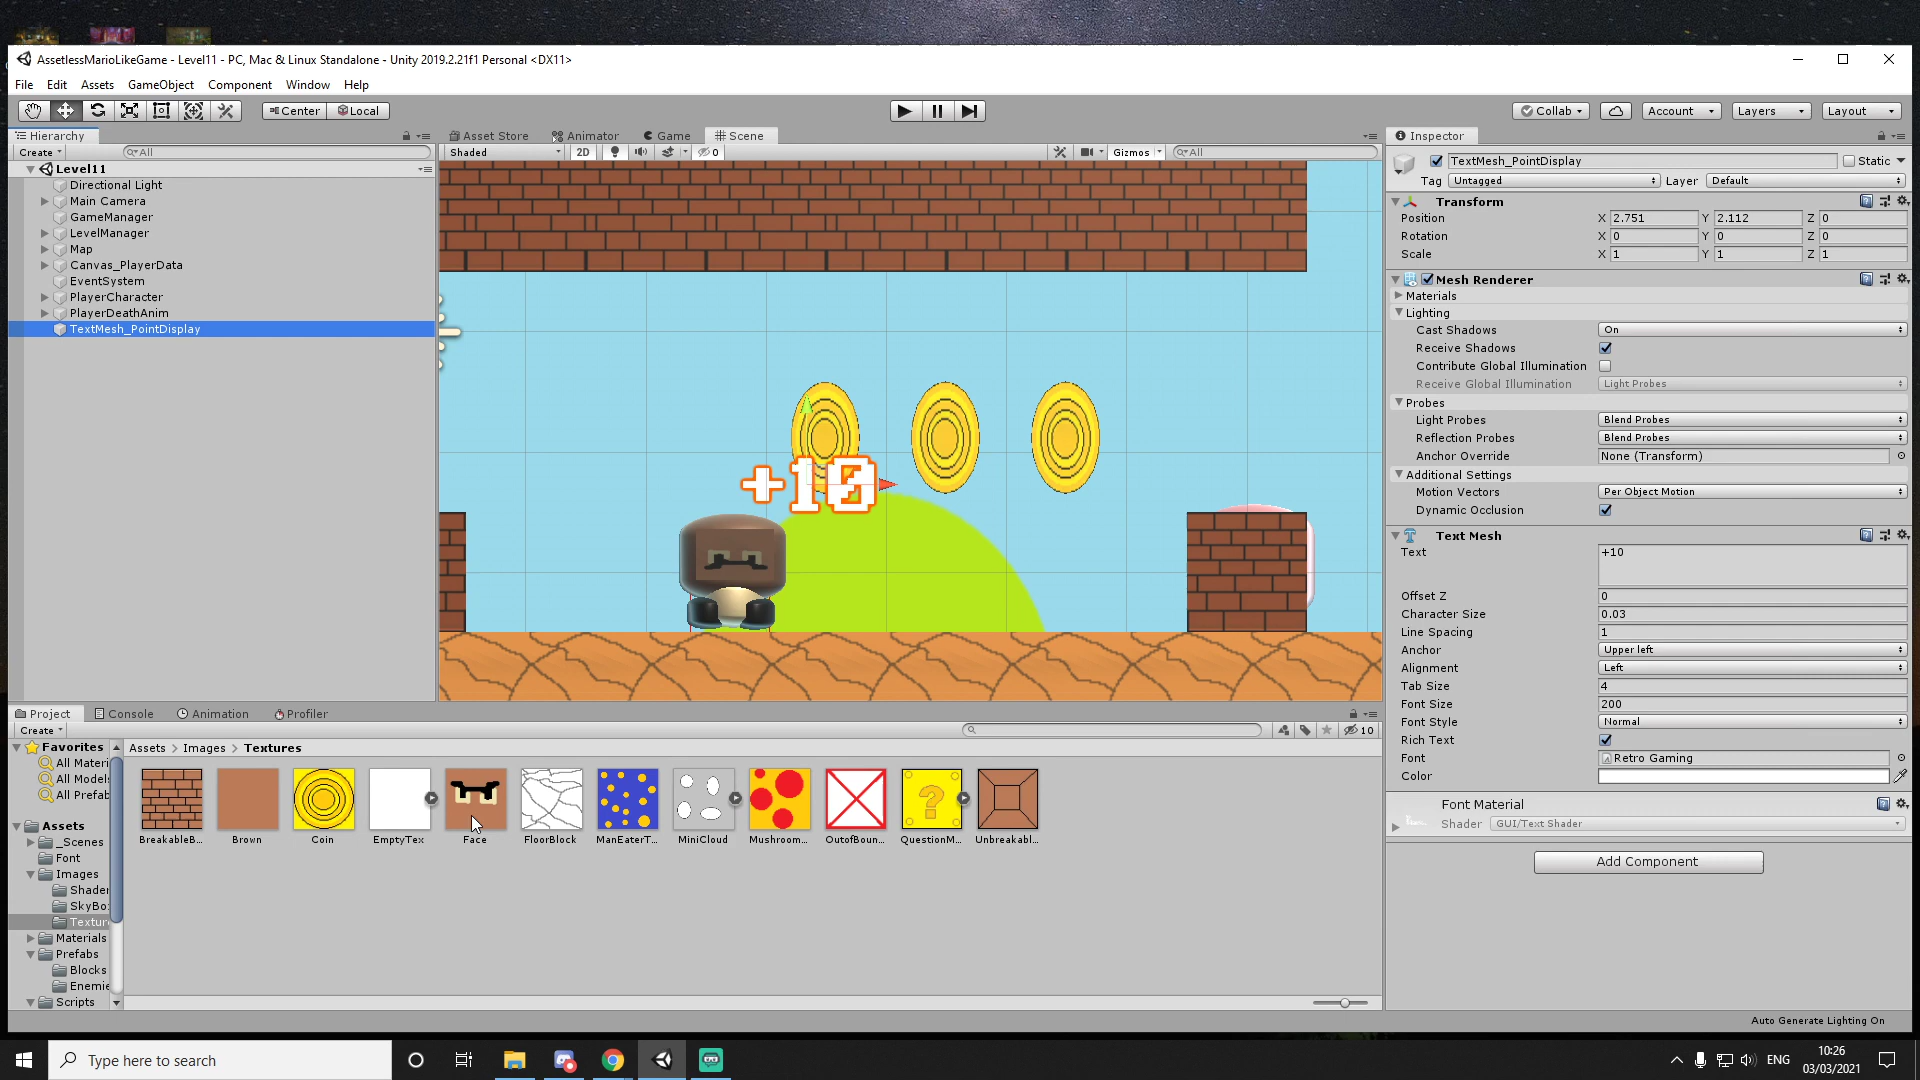 AssetlessMarioLikeGame - Level11 - PC, Mac & Linux Standalone - Unity 2019.2.21f1 Personal <DX11>
File Edit Assets GameObject Component Window Help
Center Local Collab Account Layers Layout
Hierarchy
Create All
Level11
Directional Light
Main Camera
GameManager
LevelManager
Map
Canvas_PlayerData
EventSystem
PlayerCharacter
PlayerDeathAnim
TextMesh_PointDisplay
Asset Store Animator Game Scene
Shaded 2D 0 Gizmos All
+10
Inspector
TextMesh_PointDisplay Static
Tag Untagged Layer Default
Transform
Position X 2.751 Y 2.112 Z 0
Rotation X 0 Y 0 Z 0
Scale X 1 Y 1 Z 1
Mesh Renderer
Materials
Lighting
Cast Shadows On
Receive Shadows
Contribute Global Illumination
Receive Global Illumination Light Probes
Probes
Light Probes Blend Probes
Reflection Probes Blend Probes
Anchor Override None (Transform)
Additional Settings
Motion Vectors Per Object Motion
Dynamic Occlusion
Text Mesh
Text +10
Offset Z 0
Character Size 0.03
Line Spacing 1
Anchor Upper left
Alignment Left
Tab Size 4
Font Size 200
Font Style Normal
Rich Text
Font Retro Gaming
Color
Font Material
Shader GUI/Text Shader
Add Component
Project Console Animation Profiler
Create 10
Favorites
All Materi
All Models
All Prefab
Assets
_Scenes
Font
Images
Shader
SkyBo
Textur
Materials
Prefabs
Blocks
Enemie
Scripts
Assets > Images > Textures
BreakableB... Brown Coin EmptyTex Face FloorBlock ManEaterT... MiniCloud Mushroom... OutofBoun... QuestionM... Unbreakabl...
Auto Generate Lighting On
Type here to search
ENG
10:26
03/03/2021